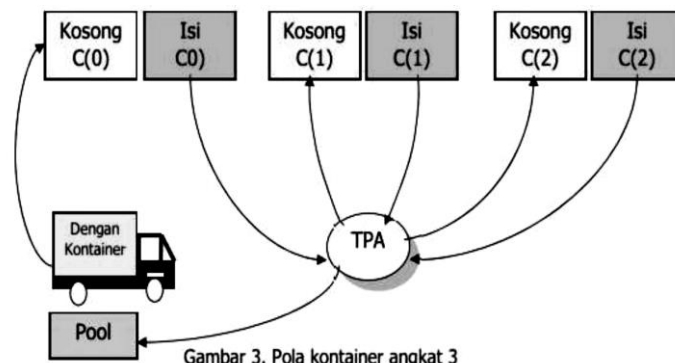 Kosong
C(0)
Isi
C0)
Kosong
C(1)
Isi
C(1)
Kosong
C(2)
Isi
C(2)
Dengan
Kontainer
TPA
Pool
Gambar 3. Pola kontainer angkat 3